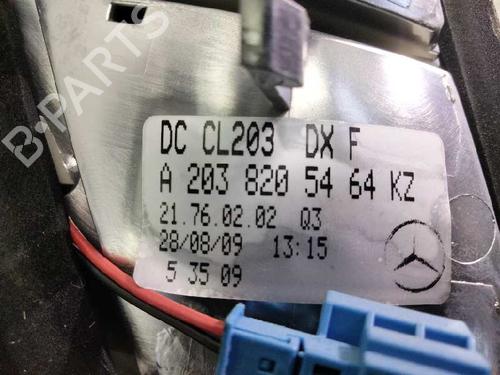 B-PARTS
DC CL203 DX F
A 203 820 54 64 KZ
21.76.02.02 Q3
28/08/09 13:15
5 35 09